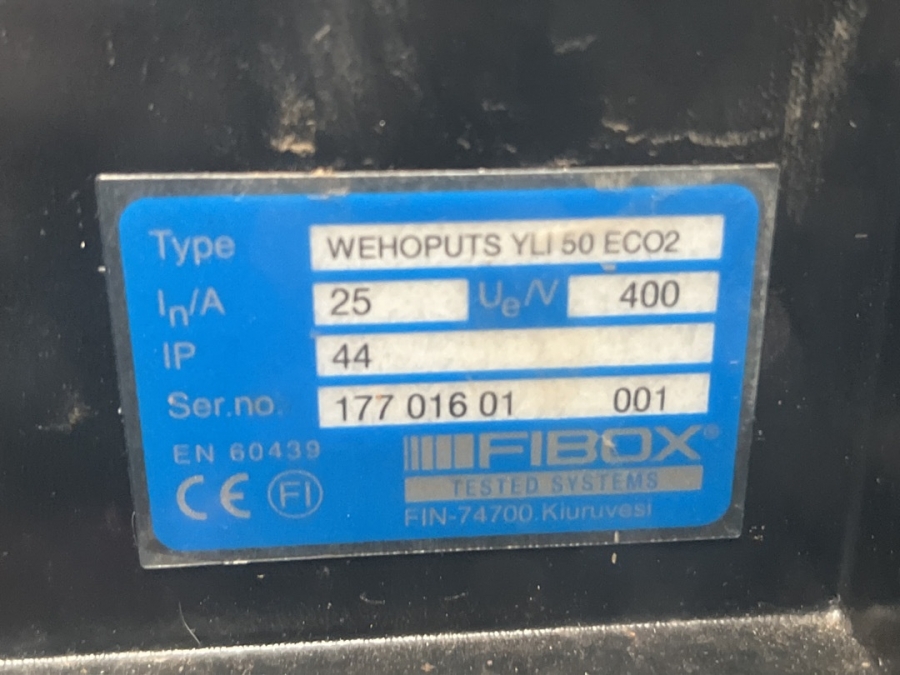 Type WEHOPUTS YLI 50 ECO2
In/A 25 Ue/V 400
IP 44
Ser.no. 177 016 01 001
EN 60439
CE FI
FIBOX®
TESTED SYSTEMS
FIN-74700 Kiuruvesi